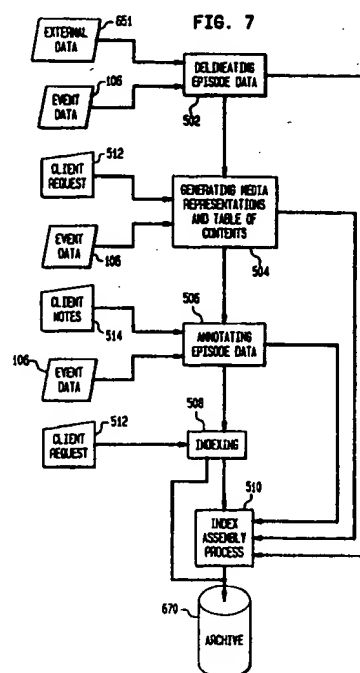 FIG. 7
EXTERNAL
DATA
651
DELINEATING
EPISODE DATA
502
106
EVENT
DATA
512
CLIENT
REQUEST
GENERATING MEDIA
REPRESENTATIONS
AND TABLE OF
CONTENTS
504
EVENT
DATA
106
CLIENT
NOTES
514
506
ANNOTATING
EPISODE DATA
106
EVENT
DATA
508
INDEXING
512
CLIENT
REQUEST
510
INDEX
ASSEMBLY
PROCESS
670
ARCHIVE